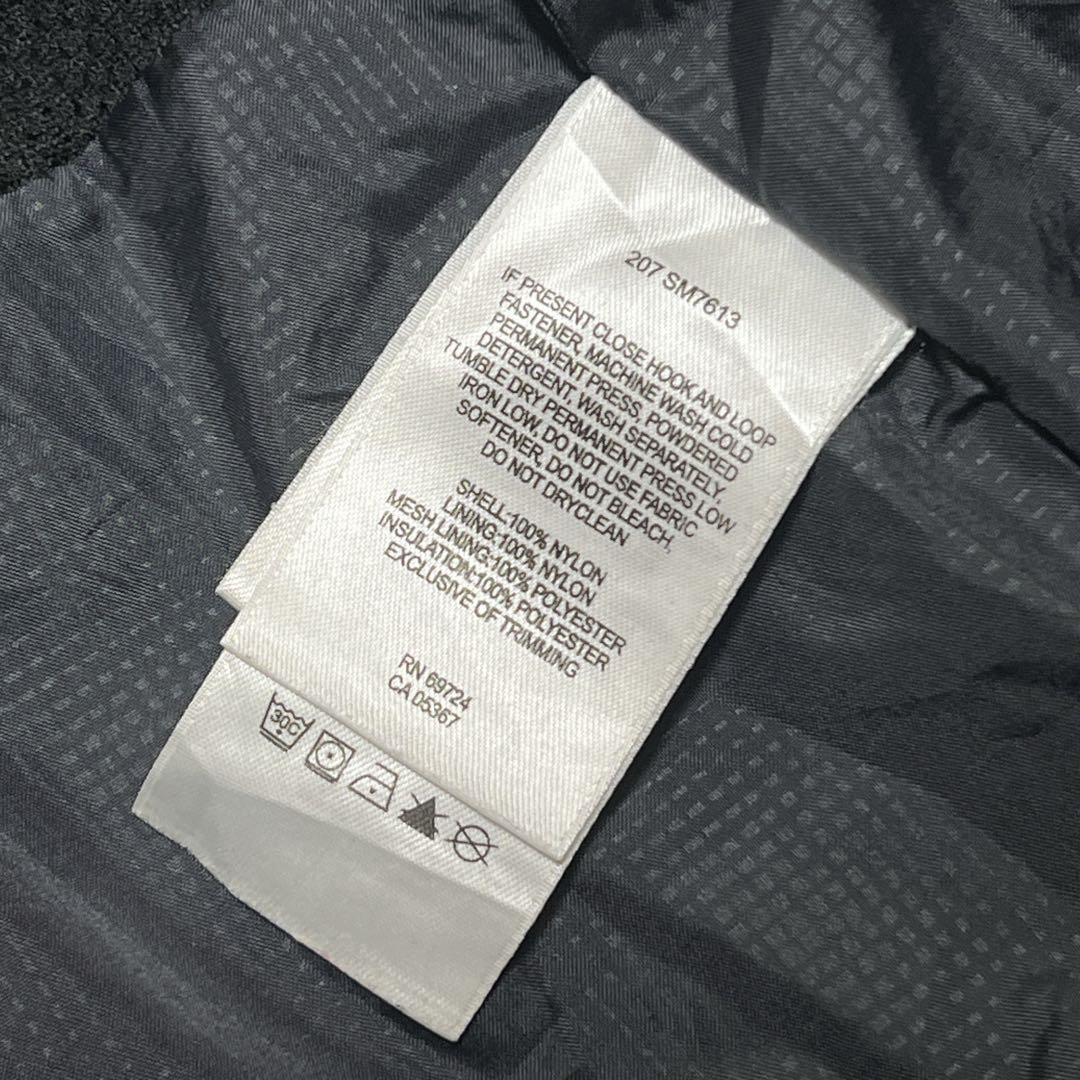 207 SM7613
IF PRESENT CLOSE HOOK AND LOOP
FASTENER, MACHINE WASH COLD
PERMANENT PRESS, POWDERED
DETERGENT, WASH SEPARATELY,
TUMBLE DRY PERMANENT PRESS LOW
IRON LOW, DO NOT USE FABRIC
SOFTENER, DO NOT BLEACH,
DO NOT DRYCLEAN
SHELL:100% NYLON
LINING:100% NYLON
MESH LINING:100% POLYESTER
INSULATION:100% POLYESTER
EXCLUSIVE OF TRIMMING
RN 69724
CA 05367
30C